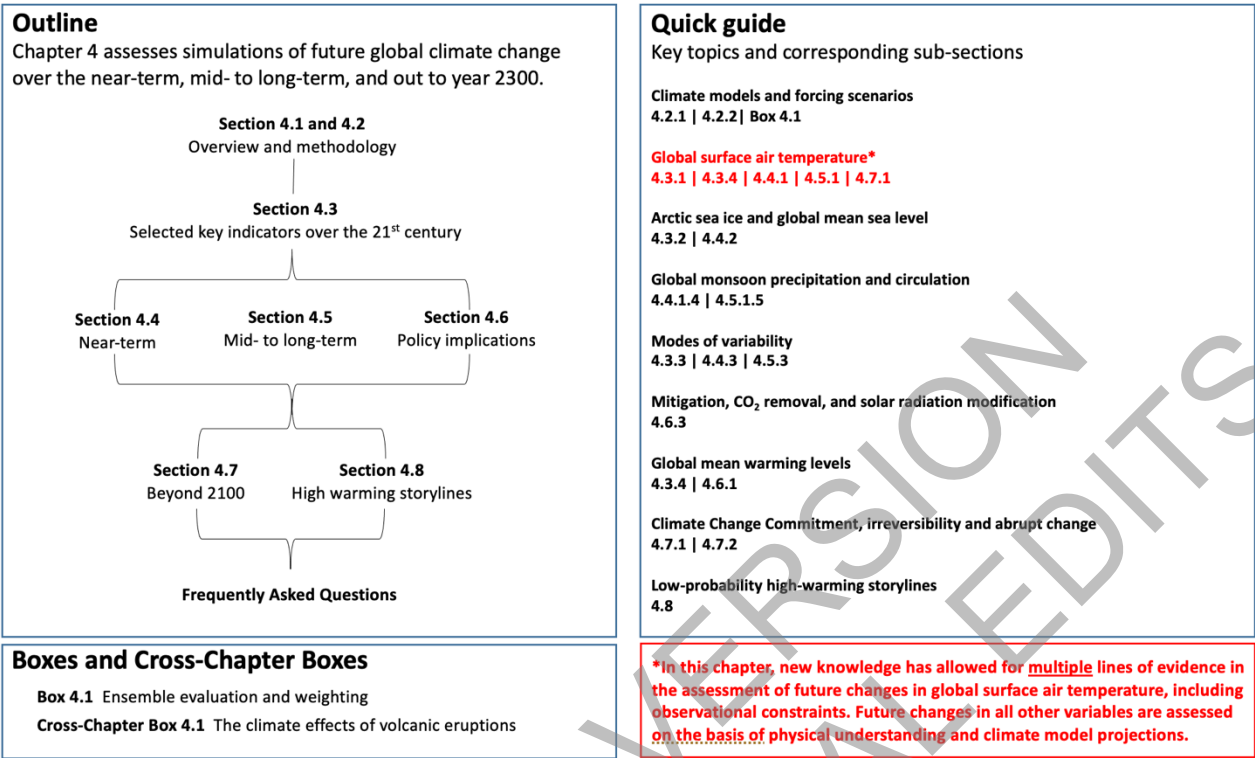 Outline
Chapter 4 assesses simulations of future global climate change
over the near-term, mid- to long-term, and out to year 2300.
Section 4.1 and 4.2
Overview and methodology
Section 4.3
Selected key indicators over the 21st century
Section 4.4
Near-term
Section 4.5
Mid- to long-term
Section 4.6
Policy implications
Section 4.7
Beyond 2100
Section 4.8
High warming storylines
Frequently Asked Questions
Boxes and Cross-Chapter Boxes
Box 4.1 Ensemble evaluation and weighting
Cross-Chapter Box 4.1 The climate effects of volcanic eruptions
Quick guide
Key topics and corresponding sub-sections
Climate models and forcing scenarios
4.2.1 | 4.2.2| Box 4.1
Global surface air temperature*
4.3.1 | 4.3.4 | 4.4.1 | 4.5.1 | 4.7.1
Arctic sea ice and global mean sea level
4.3.2 | 4.4.2
Global monsoon precipitation and circulation
4.4.1.4 | 4.5.1.5
Modes of variability
4.3.3 | 4.4.3 | 4.5.3
Mitigation, CO2 removal, and solar radiation modification
4.6.3
Global mean warming levels
4.3.4 | 4.6.1
Climate Change Commitment, irreversibility and abrupt change
4.7.1 | 4.7.2
Low-probability high-warming storylines
4.8
*In this chapter, new knowledge has allowed for multiple lines of evidence in
the assessment of future changes in global surface air temperature, including
observational constraints. Future changes in all other variables are assessed
on the basis of physical understanding and climate model projections.
VERSION
EDITS